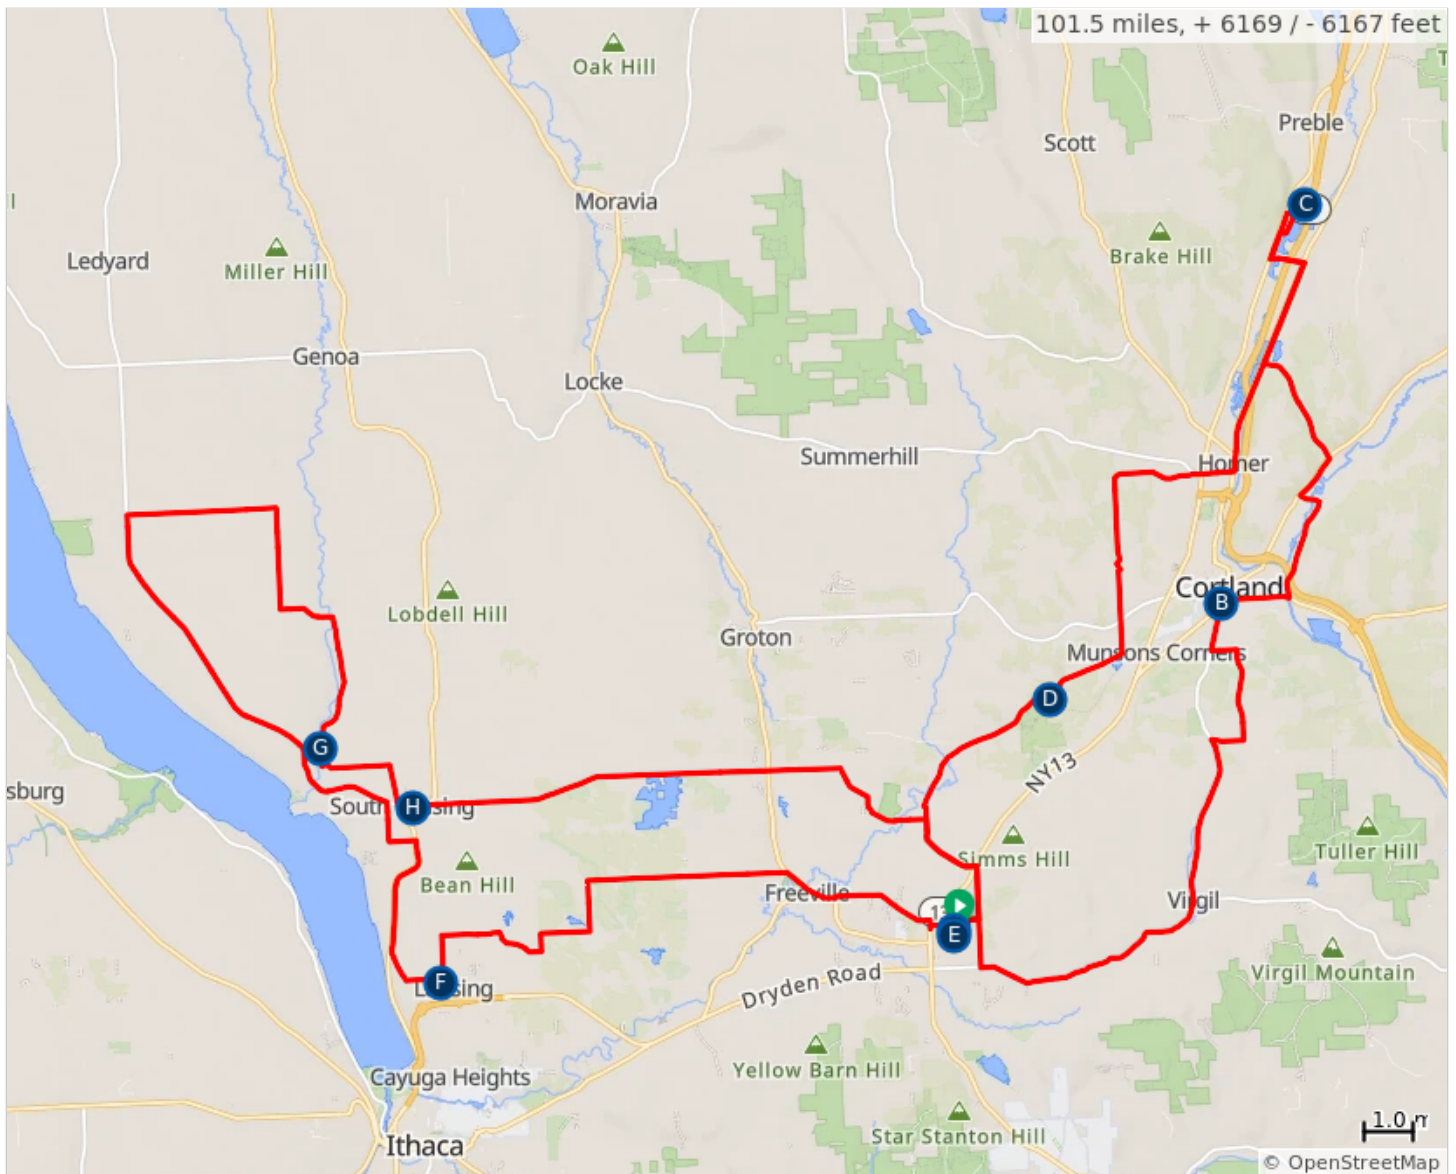 101.5 miles, + 6169 / - 6167 feet
Oak Hill
Preble
Scott
Moravia
C
Ledyard
Miller Hill
Brake Hill
Genoa
Locke
Summerhill
Homer
Cortland
B
Lobdell Hill
Groton
Munsons Corners
D
G
NY13
H
Simms Hill
Tuller Hill
Bean Hill
Freeville
Virgil
E
F
Dryden Road
Virgil Mountain
Yellow Barn Hill
Cayuga Heights
Star Stanton Hill
Ithaca
1.0
© OpenStreetMap